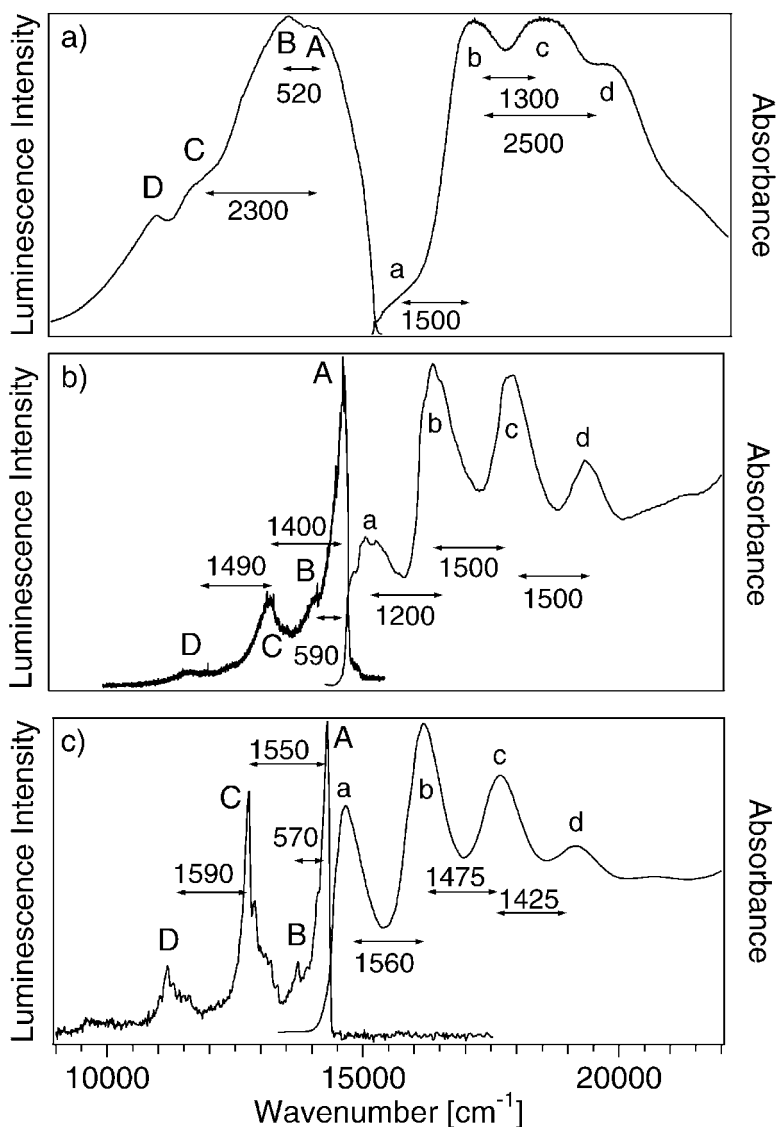 a)
Luminescence Intensity
Absorbance
B A
520
C
D
2300
b c d
1300
2500
a
1500
b)
Luminescence Intensity
Absorbance
A
1400
1490
B
D C
590
a
b c d
1500
1200 1500
c)
Luminescence Intensity
Absorbance
A
1550
C
570
1590
D B
a b c d
1475 1425
1560
10000 15000 20000
Wavenumber [cm⁻¹]